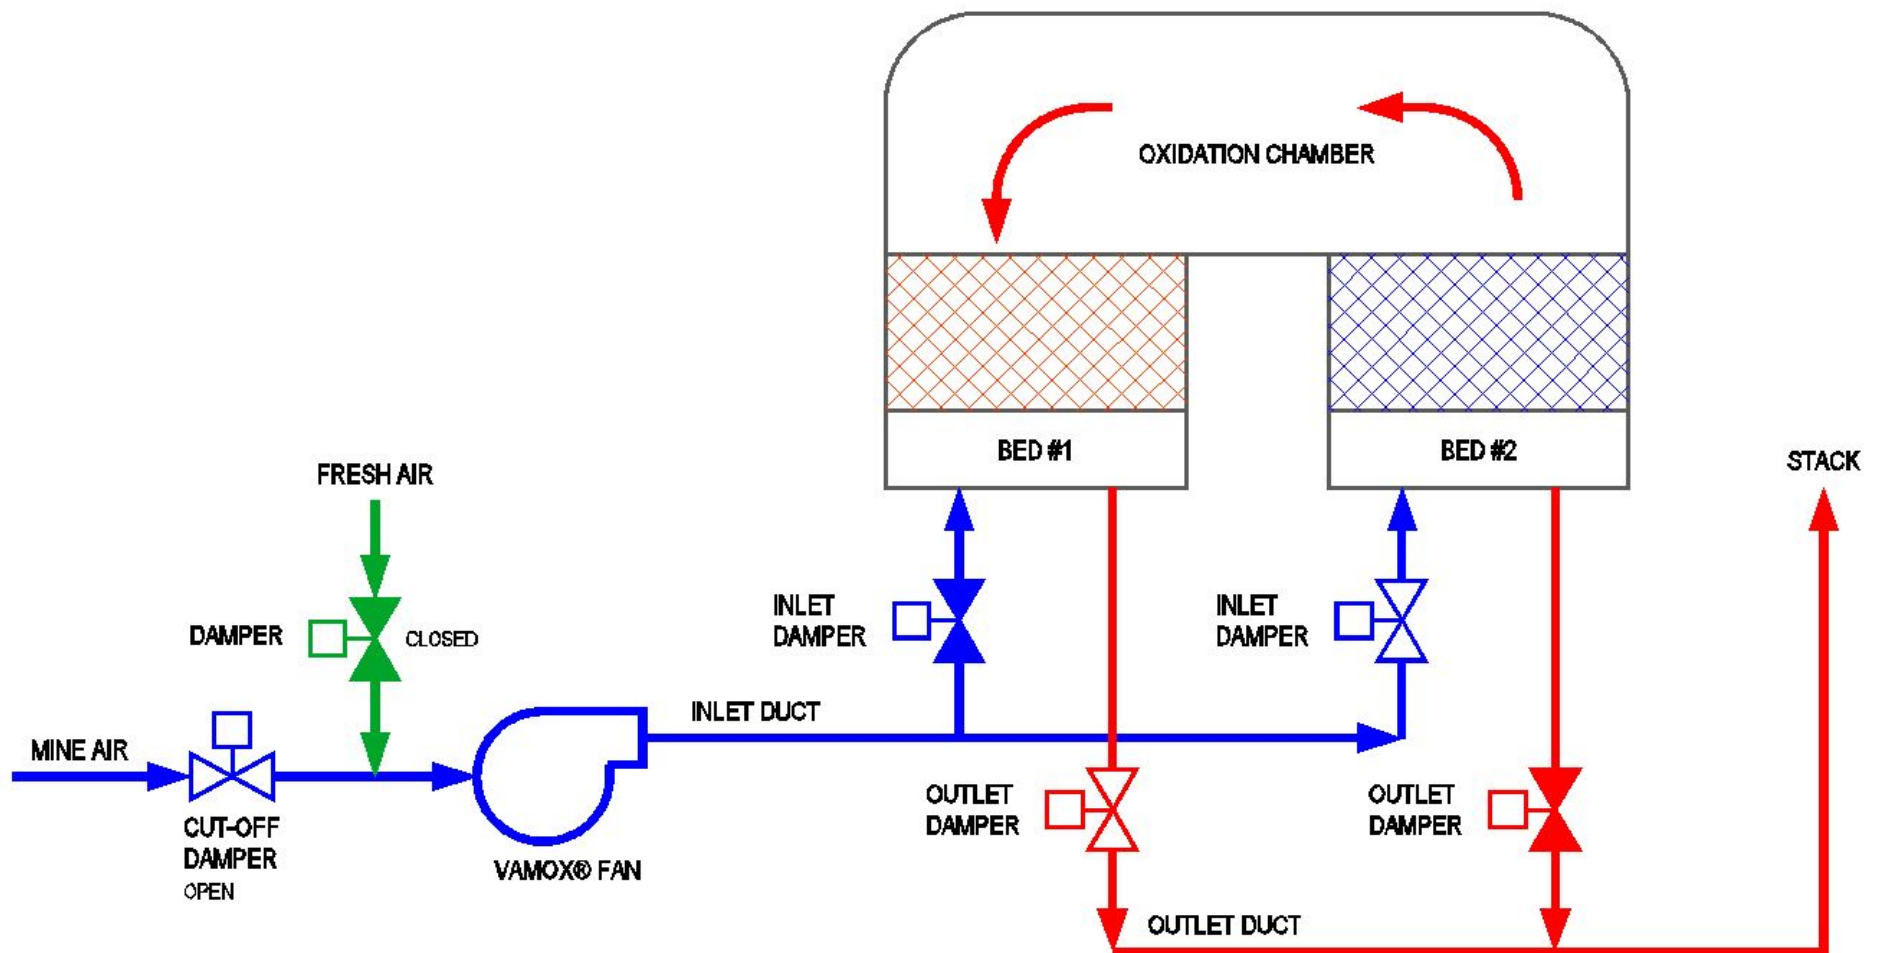 OXIDATION CHAMBER
BED #1
BED #2
STACK
FRESH AIR
DAMPER
CLOSED
INLET
DAMPER
INLET
DAMPER
INLET DUCT
MINE AIR
CUT-OFF
DAMPER
OPEN
VAMOX® FAN
OUTLET
DAMPER
OUTLET
DAMPER
OUTLET DUCT